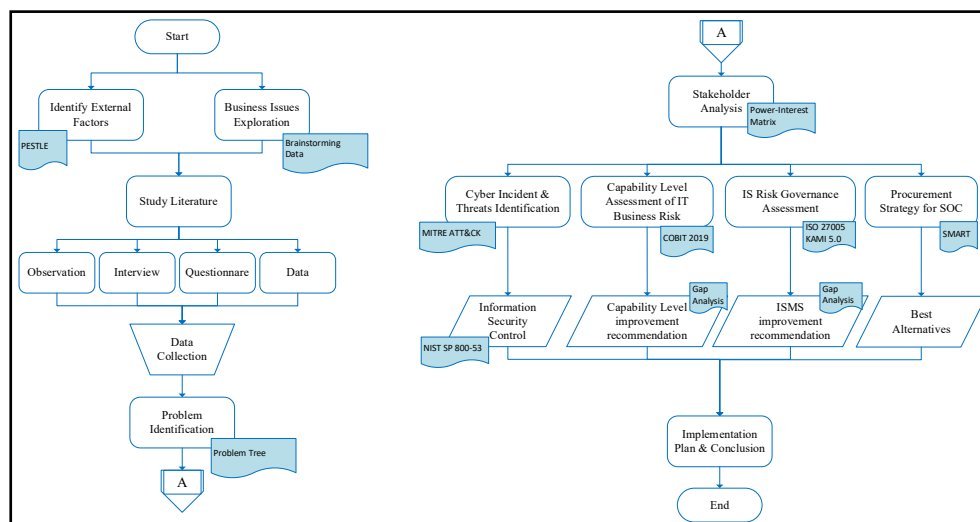 Start
Identify External
Factors
PESTLE
Business Issues
Exploration
Brainstorming
Data
Study Literature
Observation
Interview
Questionnare
Data
Data
Collection
Problem
Identification
Problem Tree
A
A
Stakeholder
Analysis
Power-Interest
Matrix
Cyber Incident &
Threats Identification
MITRE ATT&CK
Capability Level
Assessment of IT
Business Risk
COBIT 2019
IS Risk Governance
Assessment
ISO 27005
KAMI 5.0
Procurement
Strategy for SOC
SMART
Information
Security
Control
NIST SP 800-53
Gap
Analysis
Capability Level
improvement
recommendation
Gap
Analysis
ISMS
improvement
recommendation
Best
Alternatives
Implementation
Plan & Conclusion
End